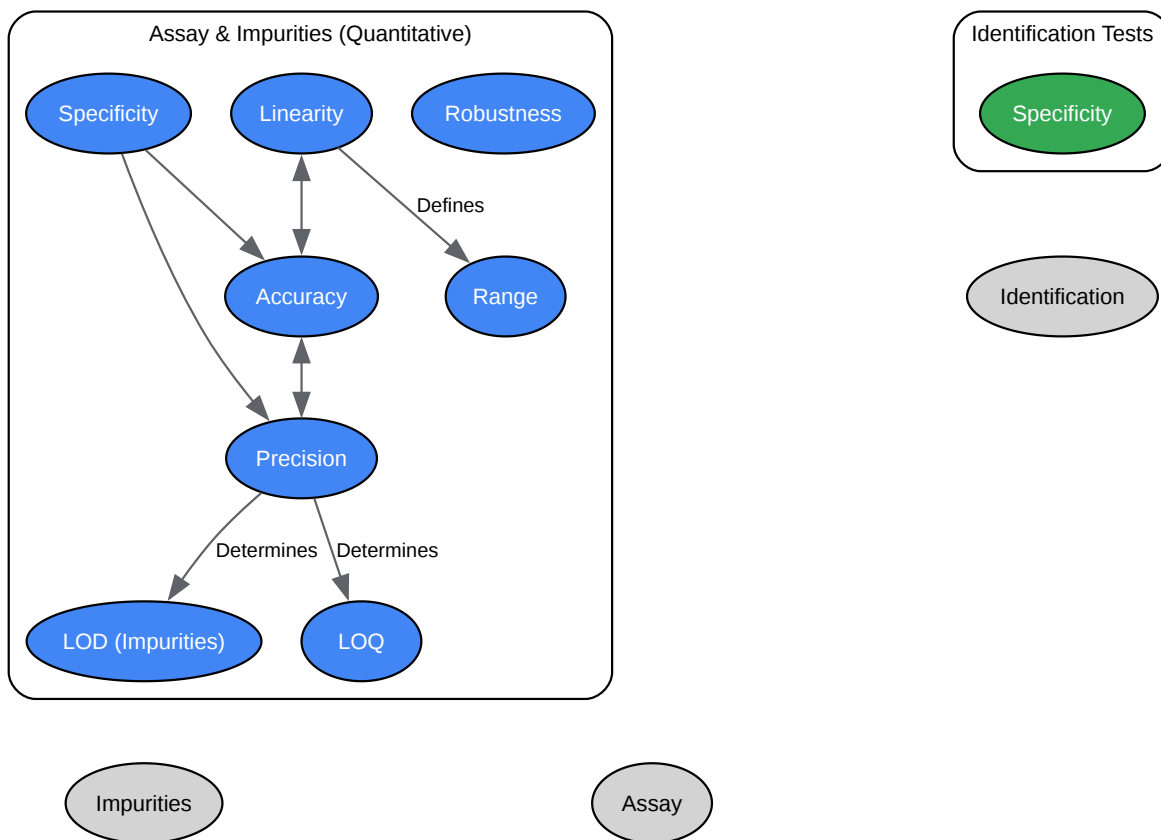 Assay & Impurities (Quantitative)
Identification Tests
Specificity
Linearity
Robustness
Specificity
Defines
Accuracy
Range
Identification
Precision
Determines
Determines
LOD (Impurities)
LOQ
Impurities
Assay